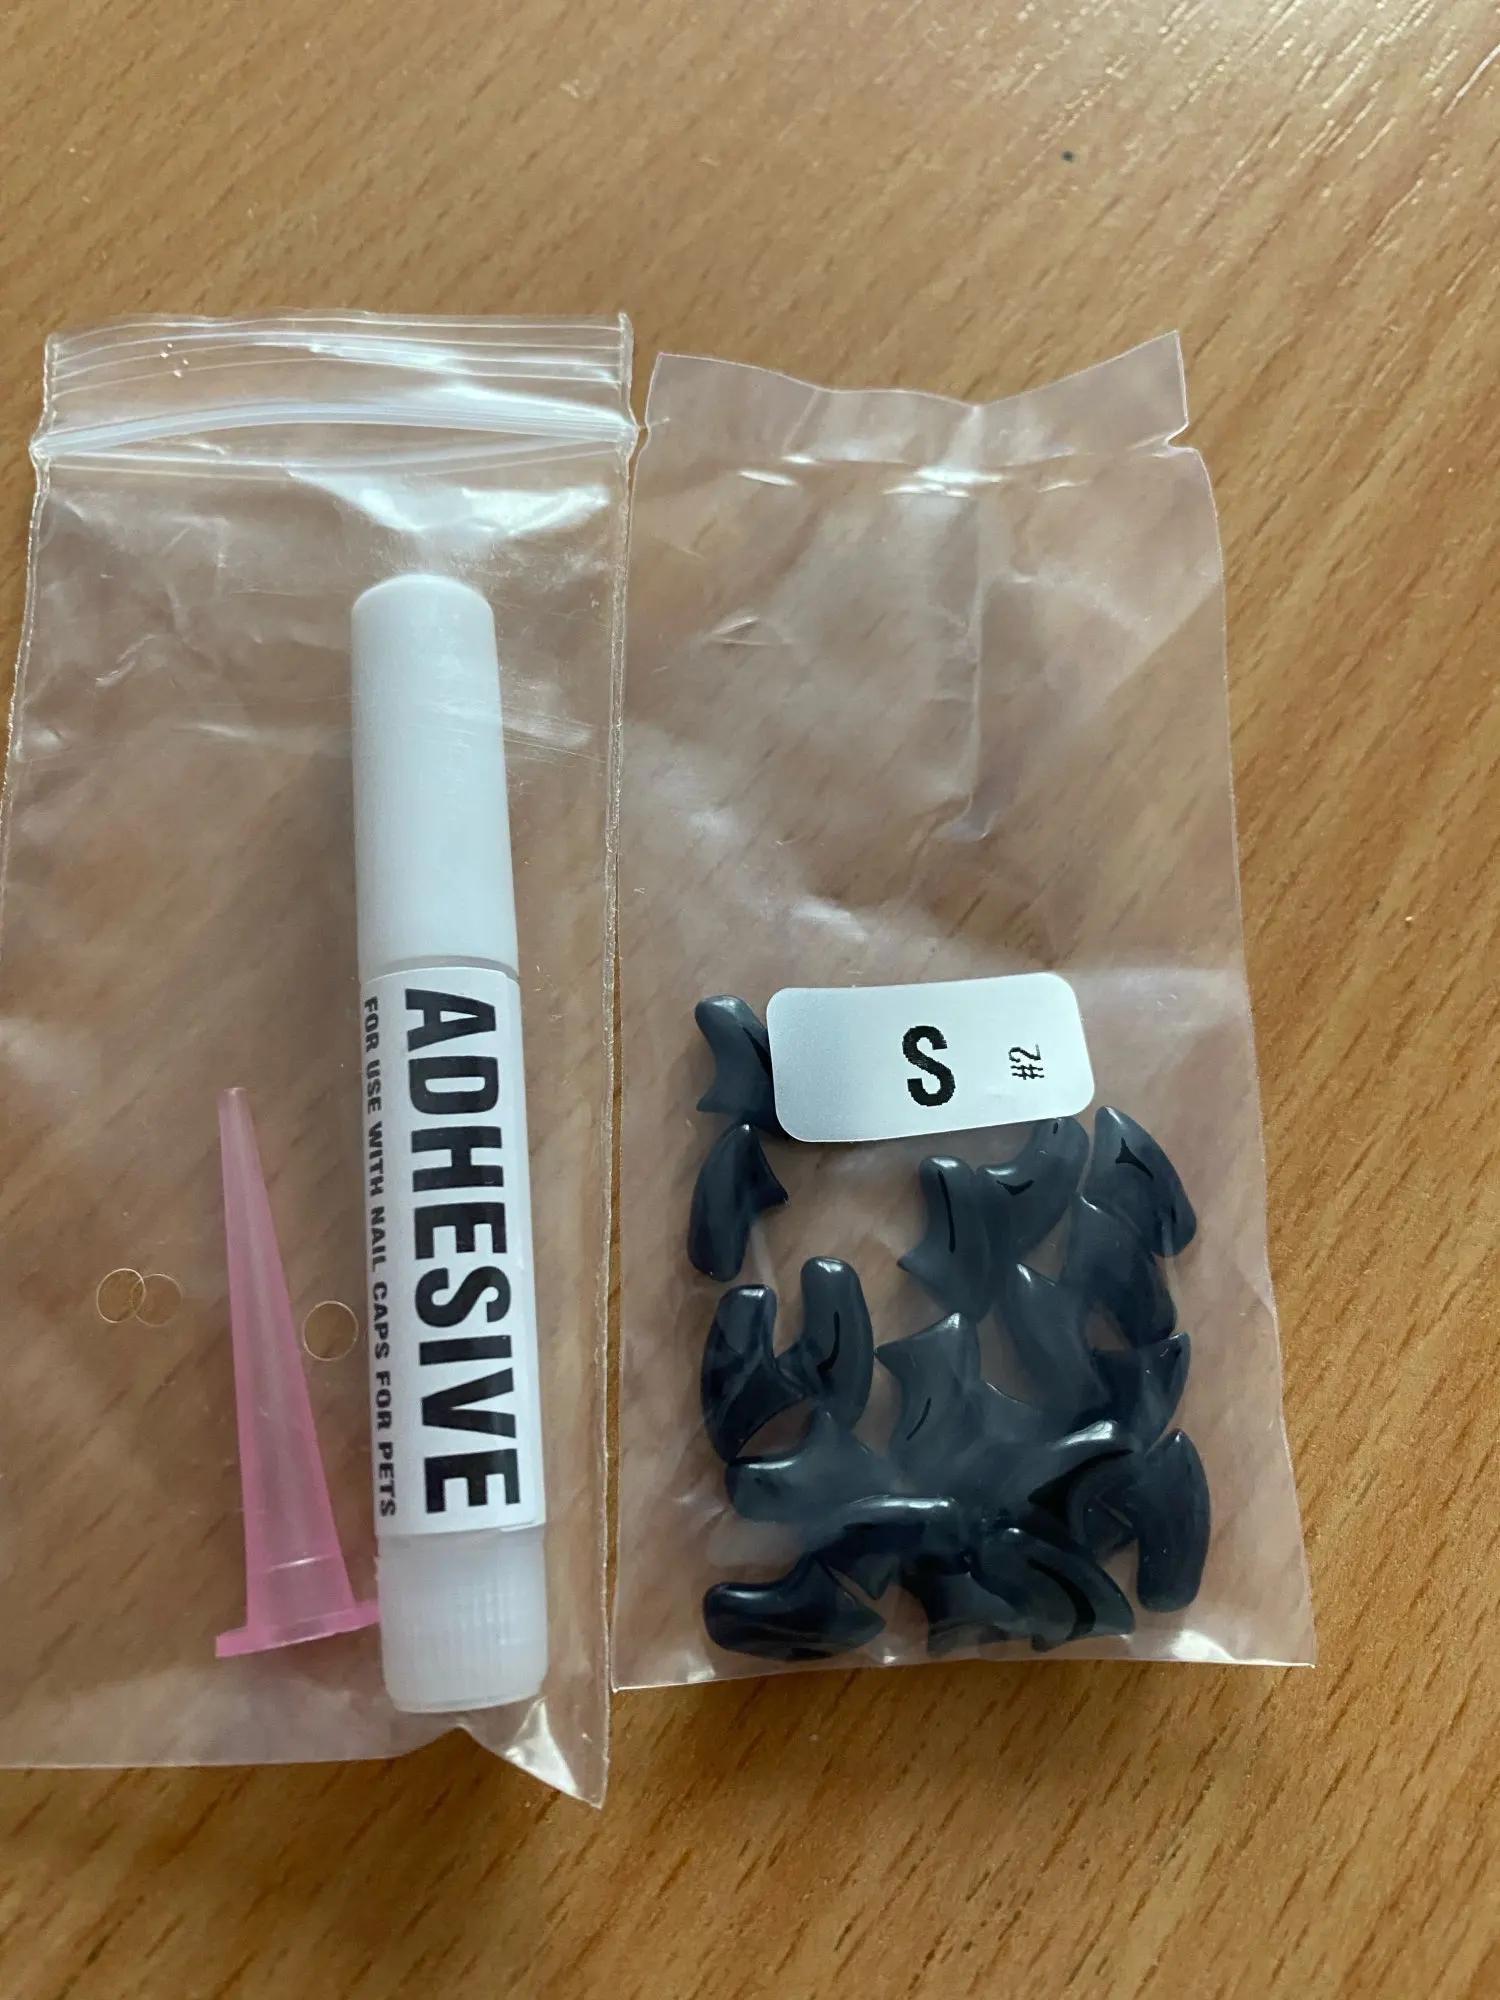 ADHESIVE
FOR USE WITH NAIL CAPS FOR PETS
S #2